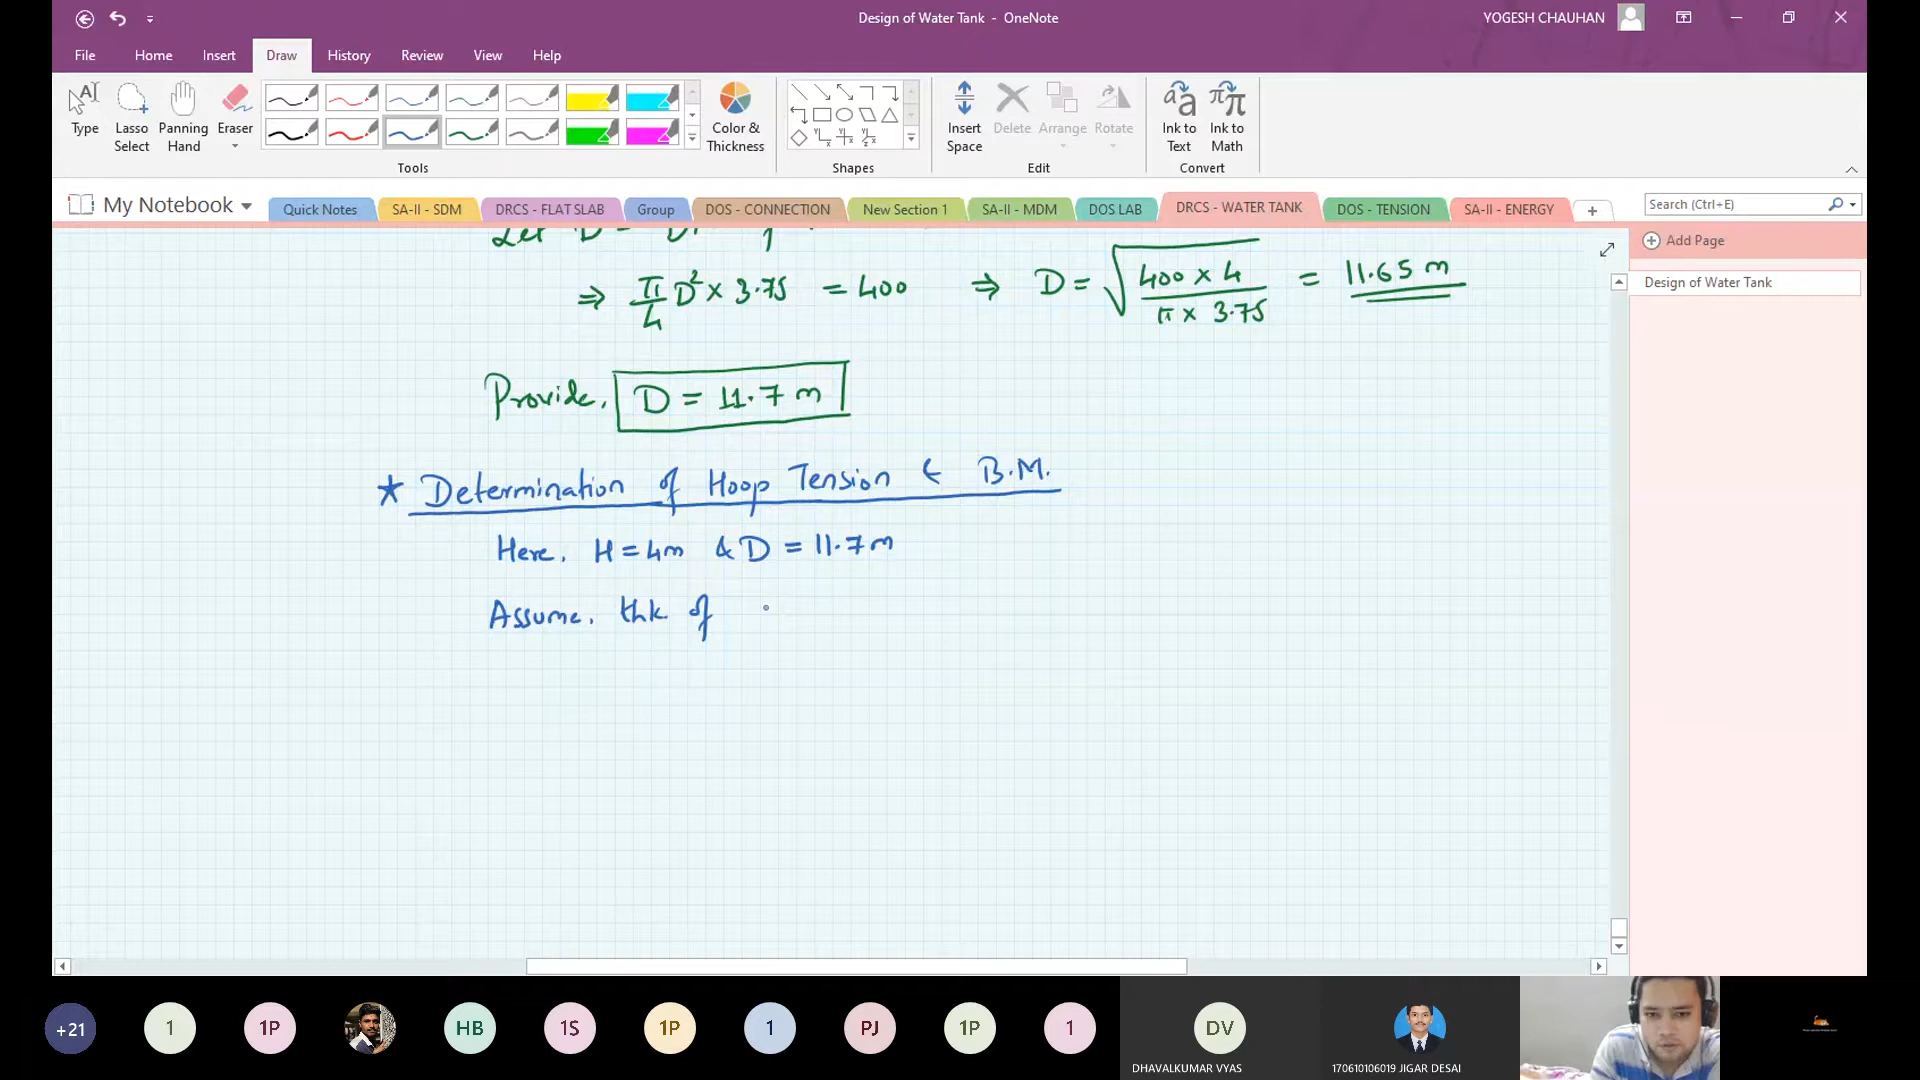 Design of Water Tank - OneNote
YOGESH CHAUHAN
File Home Insert Draw History Review View Help
Type
Lasso Select
Panning Hand
Eraser
Color & Thickness
Insert Space
Delete
Arrange
Rotate
Ink to Text
Ink to Math
Tools
Shapes
Edit
Convert
My Notebook
Quick Notes
SA-II - SDM
DRCS - FLAT SLAB
Group
DOS - CONNECTION
New Section 1
SA-II - MDM
DOS LAB
DRCS - WATER TANK
DOS - TENSION
SA-II - ENERGY
Search (Ctrl+E)
Add Page
Design of Water Tank
Let D =
⇒ π/4 D² × 3.75 = 400 ⇒ D = √(400 × 4 / π × 3.75) = 11.65 m
Provide, D = 11.7 m
★ Determination of Hoop Tension & B.M.
Here, H = 4m & D = 11.7 m
Assume, thk of
+21
1
1P
HB
1S
1P
1
PJ
1P
1
DV
DHAVALKUMAR VYAS
170610106019 JIGAR DESAI